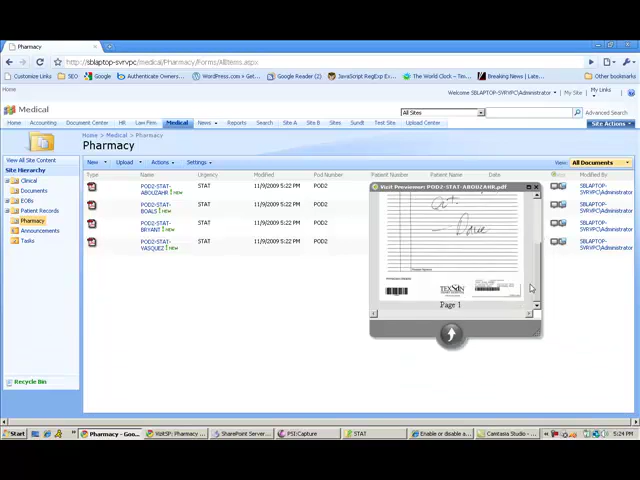 Pharmacy
http://sblaptop-svrvpc/medical/Pharmacy/Forms/AllItems.aspx
Customize Links SEO Google Authenticate Owners... WordPress.com / Get... Google Reader (2) JavaScript RegExp Ex... The World Clock – Tim... Breaking News | Late... Other bookmarks
Home Welcome SBLAPTOP-SVRVPC\Administrator My Site My Links
Medical All Sites Advanced Search
Home Accounting Document Center HR Law Firm Medical News Reports Search Site A Site B Sites Sundt Test Site Upload Center Site Actions
Home > Medical > Pharmacy
Pharmacy
View All Site Content
Site Hierarchy
Clinical
Documents
EOBs
Patient Records
Pharmacy
Announcements
Tasks
Recycle Bin
New Upload Actions Settings View: All Documents
Type Name Urgency Modified Pod Number Patient Number Patient Name Date Modified By
POD2-STAT-ABOUZAHR NEW STAT 11/9/2009 5:22 PM POD2 SBLAPTOP-SVRVPC\Administrator
POD2-STAT-BOALS NEW STAT 11/9/2009 5:22 PM POD2 SBLAPTOP-SVRVPC\Administrator
POD2-STAT-BRYANT NEW STAT 11/9/2009 5:22 PM POD2 SBLAPTOP-SVRVPC\Administrator
POD2-STAT-VASQUEZ NEW STAT 11/9/2009 5:22 PM POD2 SBLAPTOP-SVRVPC\Administrator
POD2-STAT-ABOUZAHR.pdf
TEXSAN
Page 1
Start Pharmacy - Goo... VizitSP: Pharmacy ... SharePoint Server... PSI:Capture STAT Enable or disable a... Camtasia Studio - ... 5:24 PM